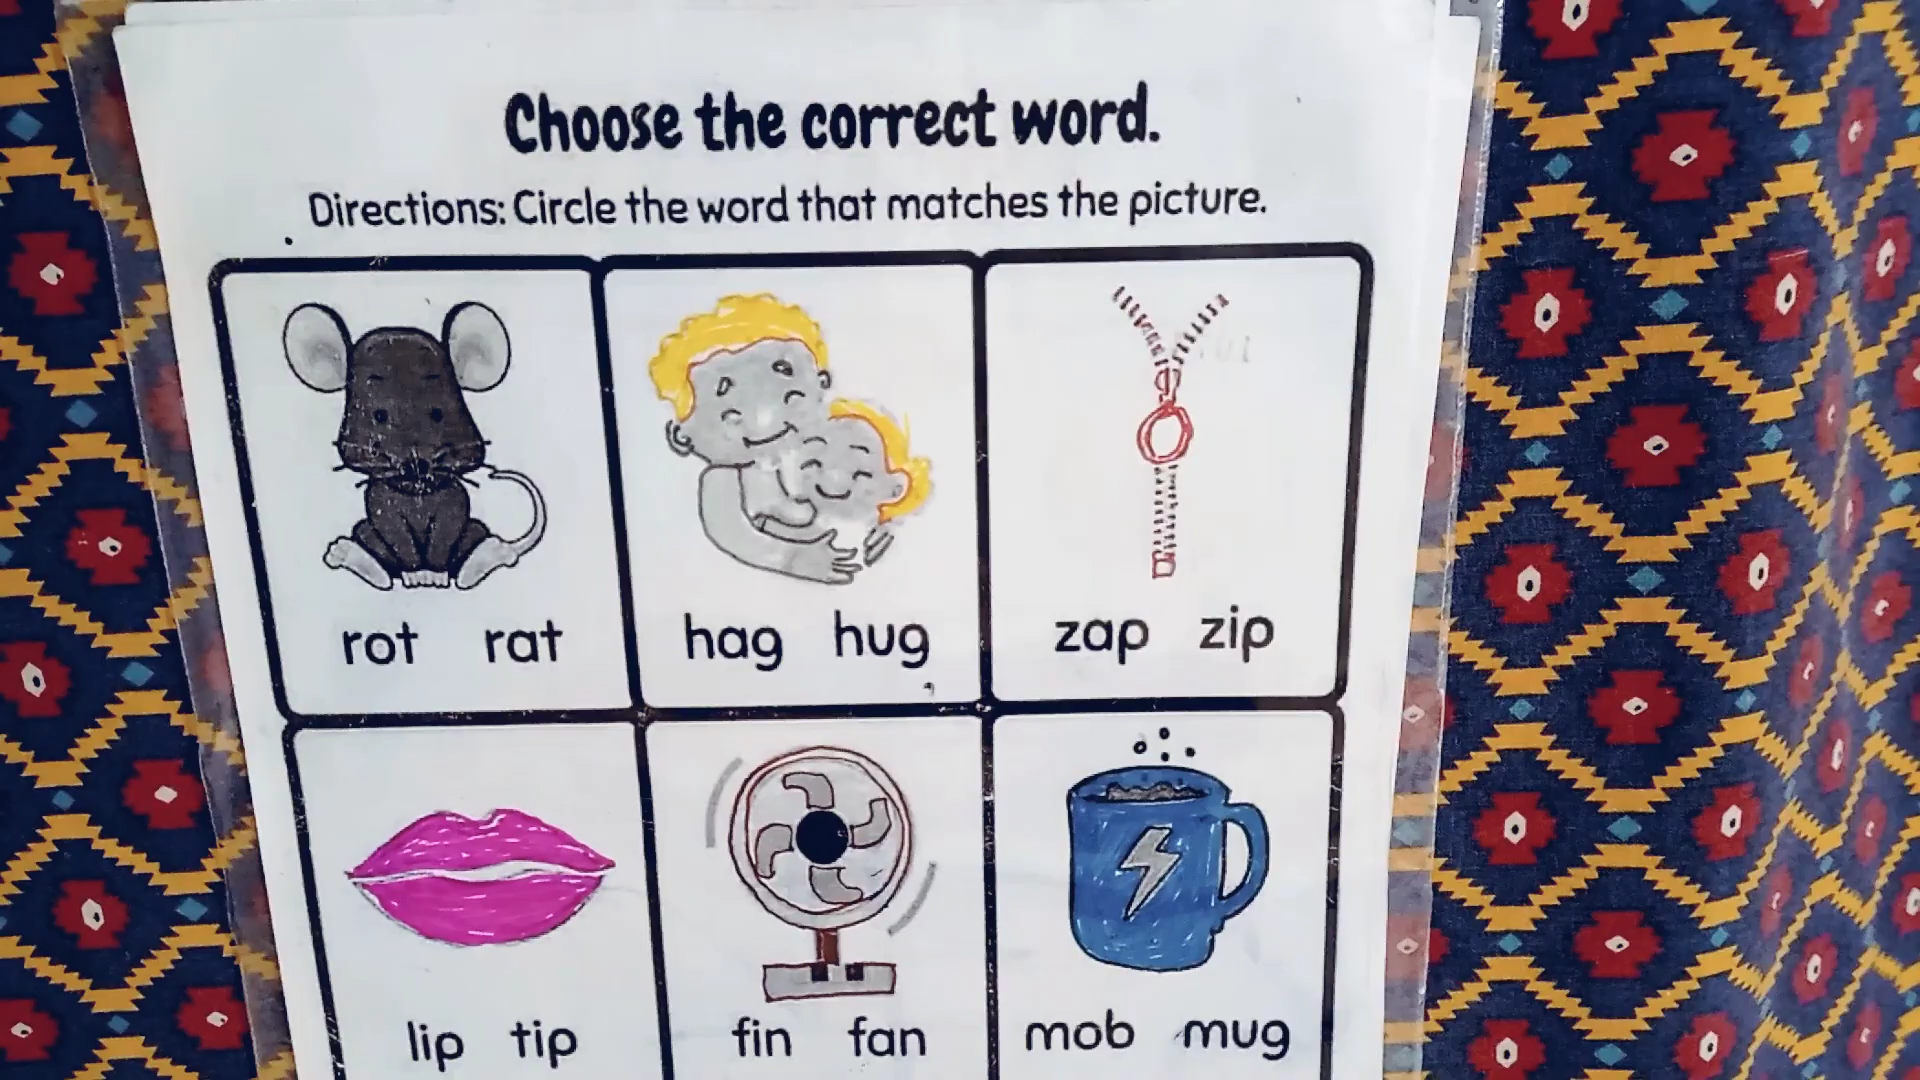 Choose the correct word.
Directions: Circle the word that matches the picture.
rot rat
hag hug
zap zip
lip tip
fin fan
mob mug